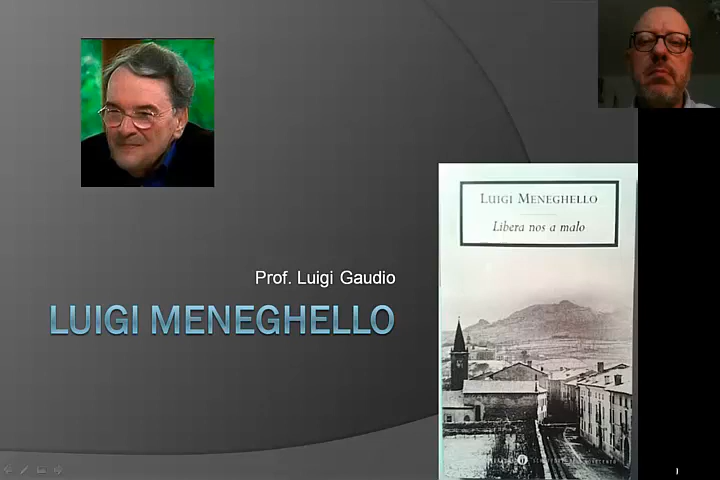 Prof. Luigi Gaudio
LUIGI MENEGHELLO
LUIGI MENEGHELLO
Libera nos a malo